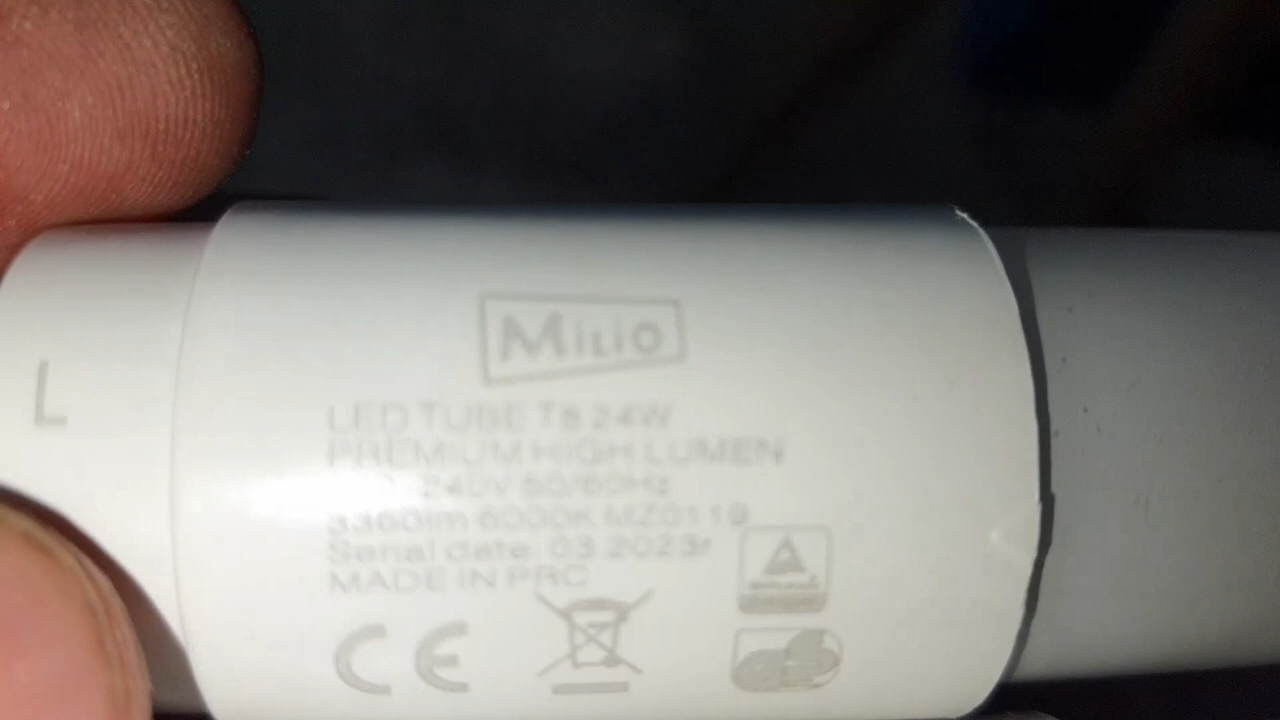 MiLiO
L
LED TUBE T8 24W
PREMIUM HIGH LUMEN
240V 50/60Hz
3360lm 6000K MZ0119
Serial date: 03.2023r
MADE IN PRC
CE